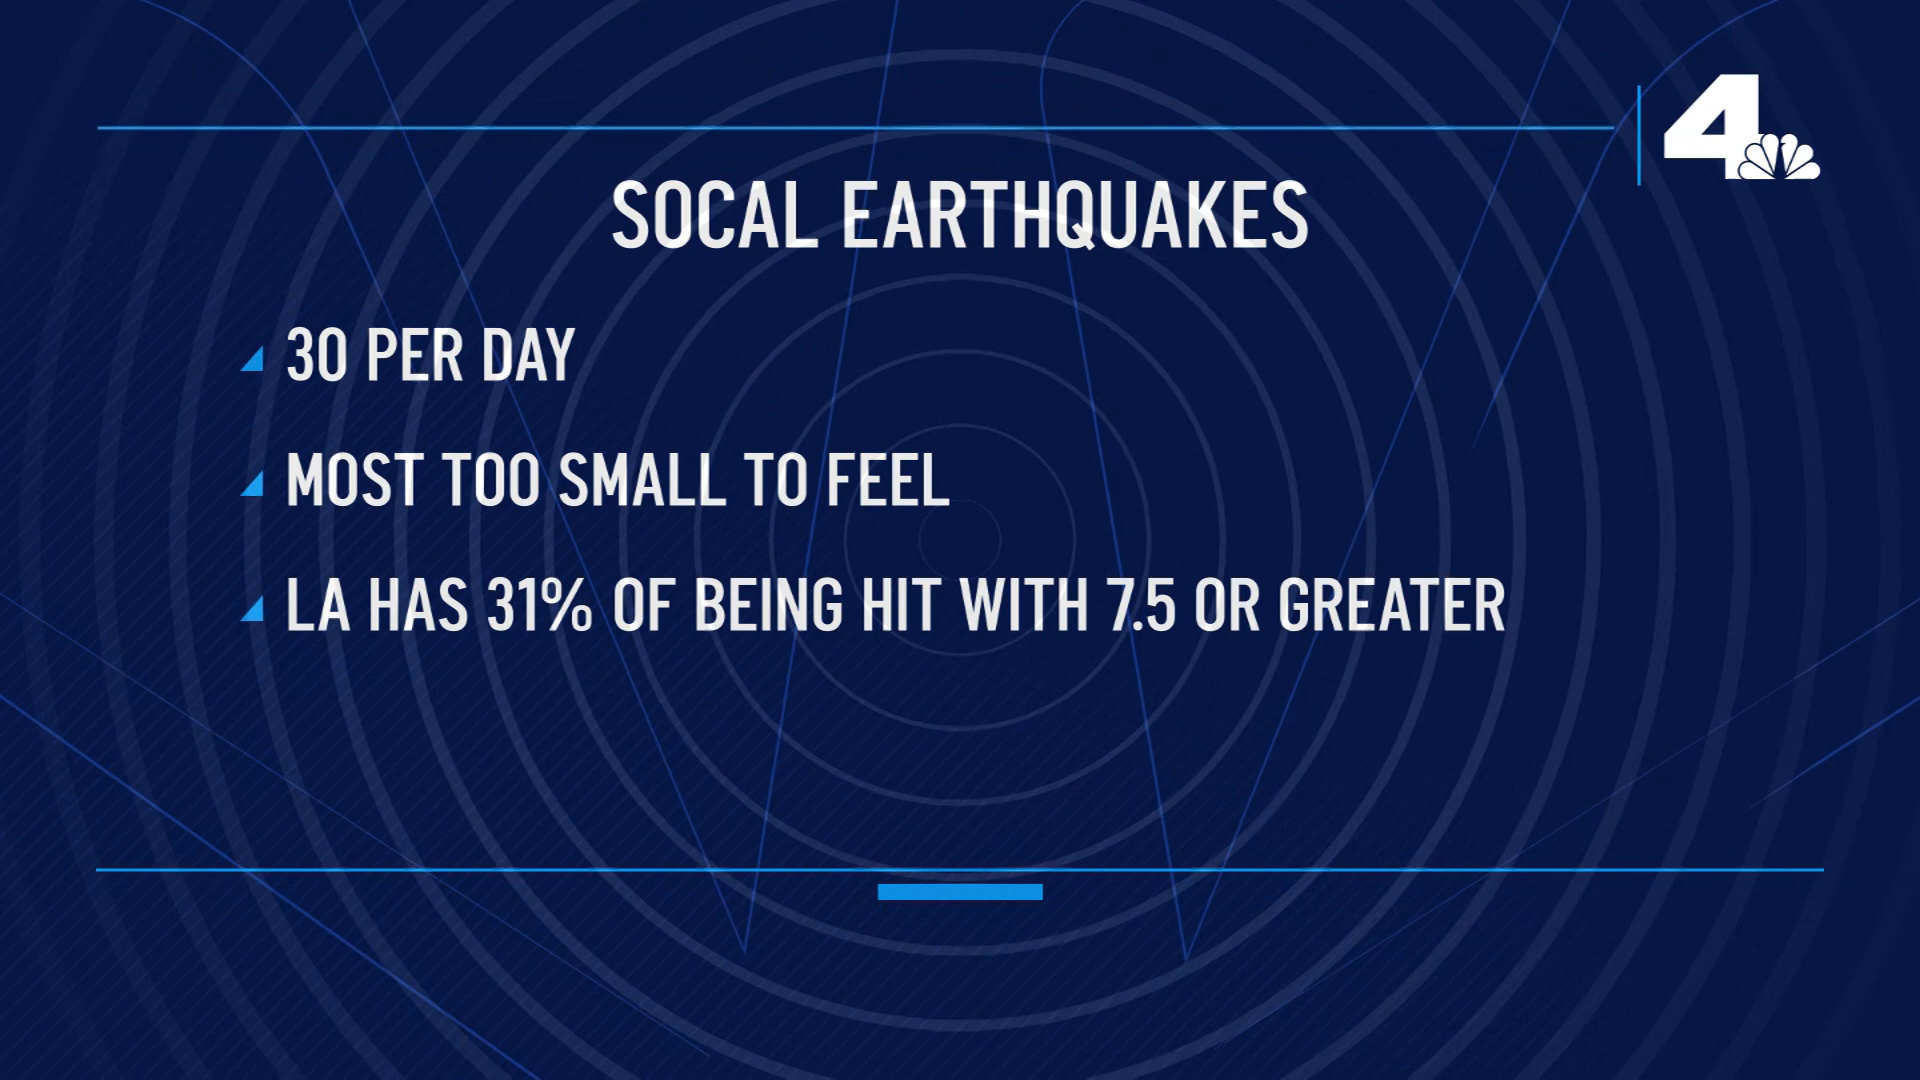 4
SOCAL EARTHQUAKES
30 PER DAY
MOST TOO SMALL TO FEEL
LA HAS 31% OF BEING HIT WITH 7.5 OR GREATER